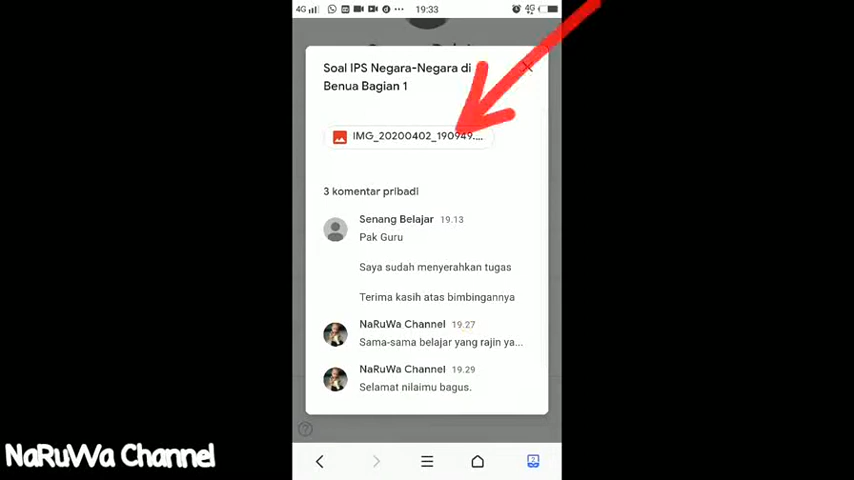 4G
19:33
4G
Soal IPS Negara-Negara di
Benua Bagian 1
IMG_20200402_190949....
3 komentar pribadi
Senang Belajar 19.13
Pak Guru
Saya sudah menyerahkan tugas
Terima kasih atas bimbingannya
NaRuWa Channel 19.27
Sama-sama belajar yang rajin ya...
NaRuWa Channel 19.29
Selamat nilaimu bagus.
2
NaRuWa Channel